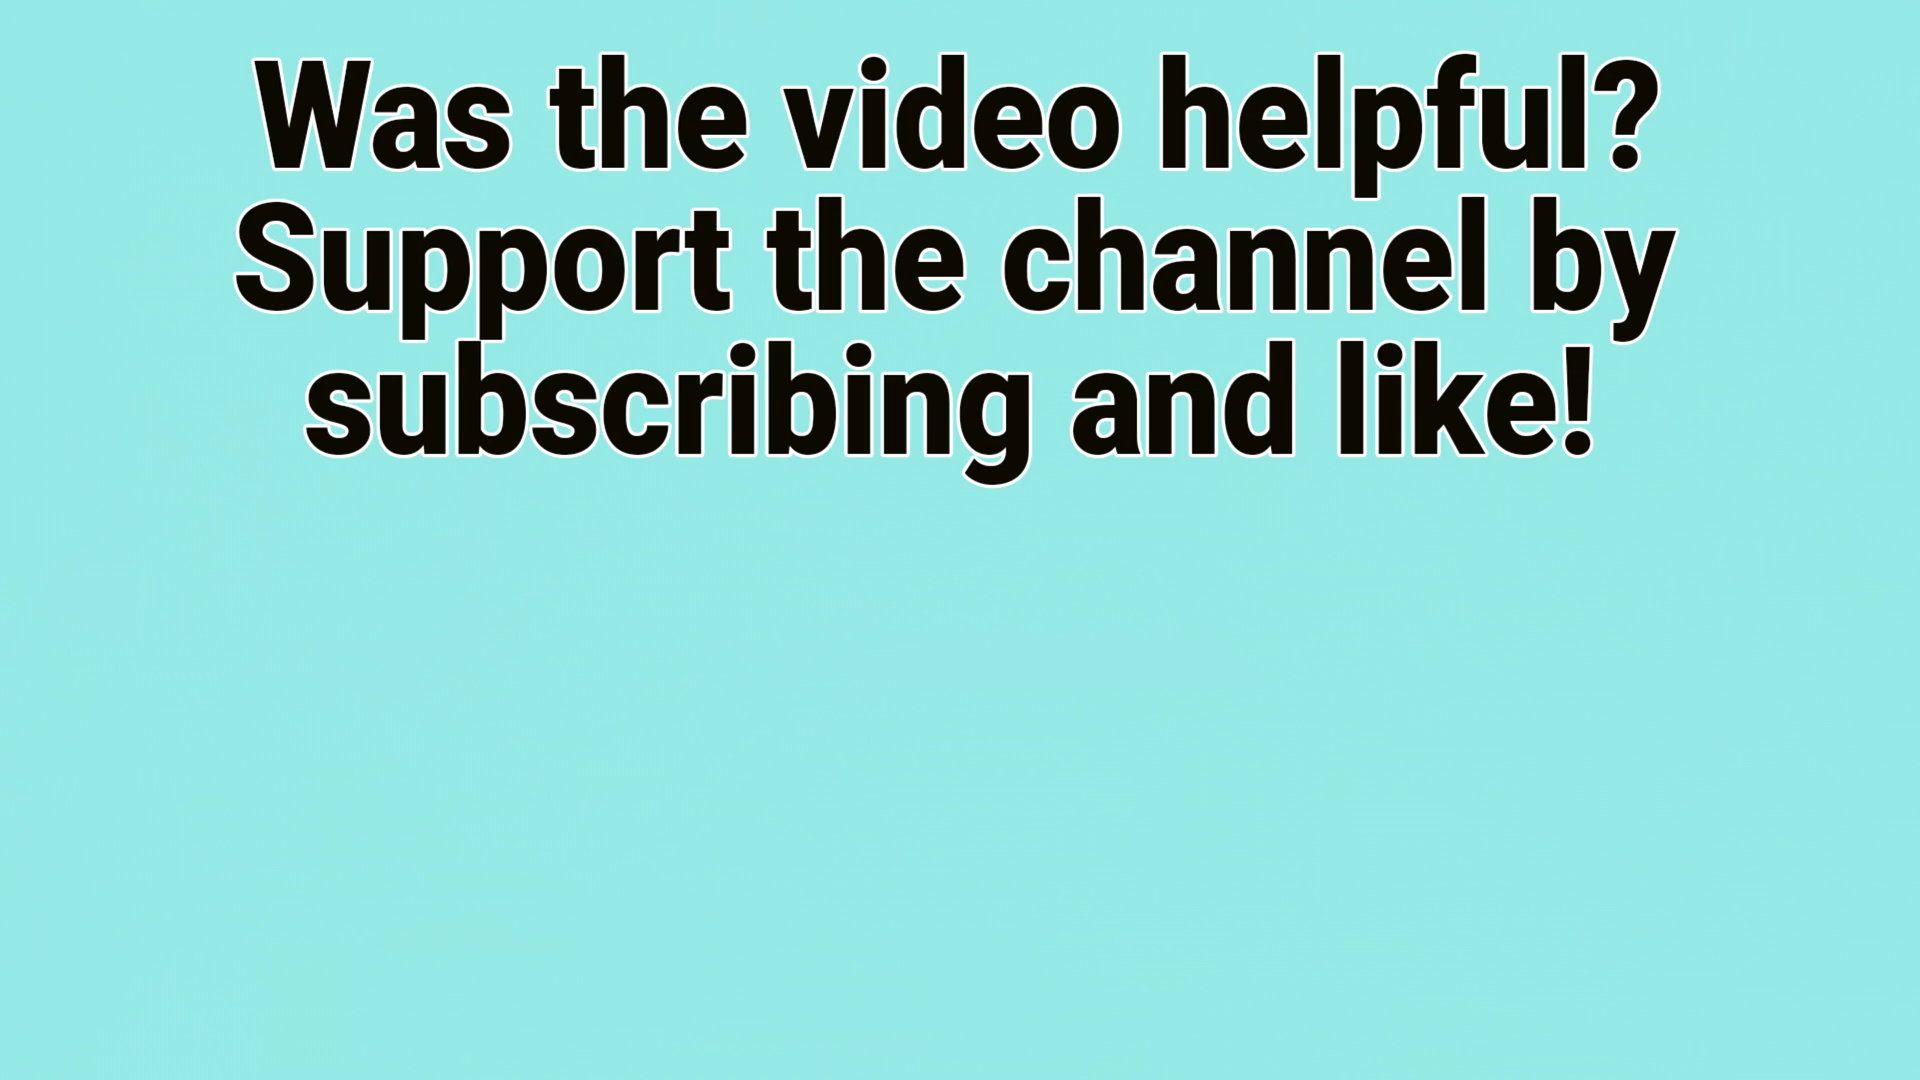 Was the video helpful?
Support the channel by
subscribing and like!